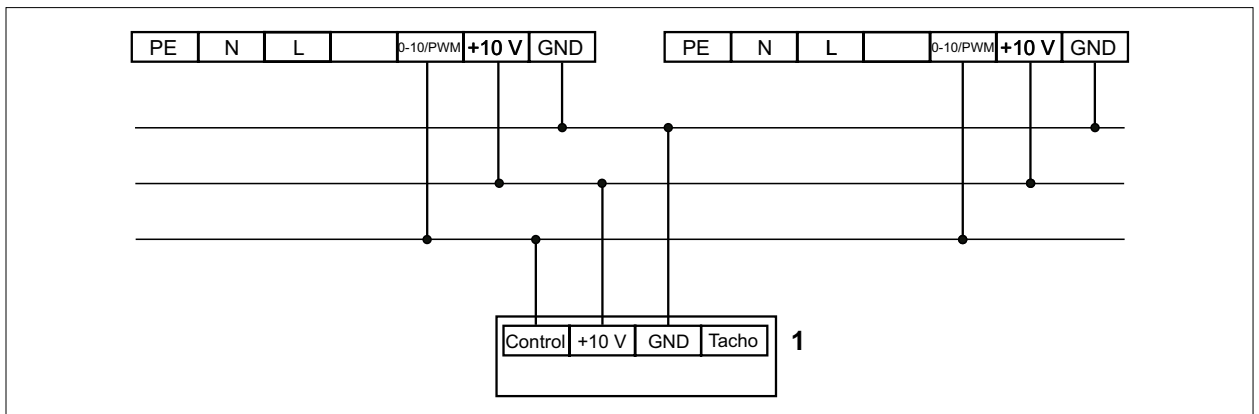 PE N L 0-10/PWM +10 V GND PE N L 0-10/PWM +10 V GND
Control +10 V GND Tacho 1